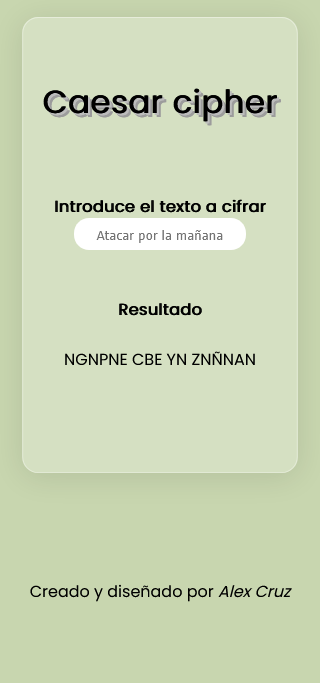 Caesar cipher
Introduce el texto a cifrar
Atacar por la mañana
Resultado
NGNPNE CBE YN ZNÑNAN
Creado y diseñado por Alex Cruz